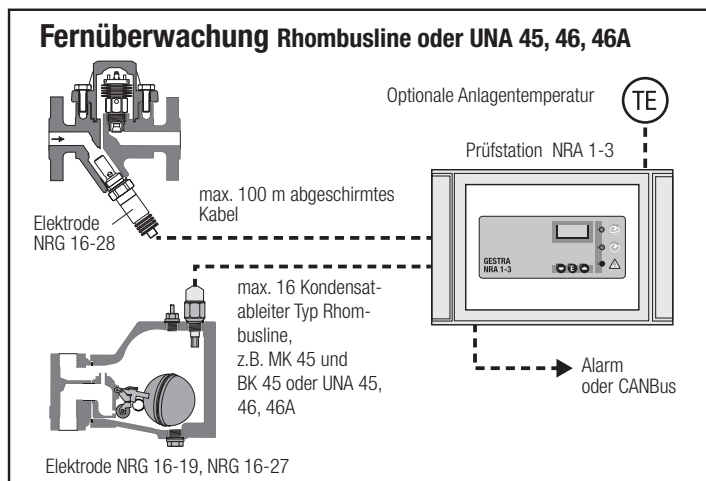 Fernüberwachung Rhombusline oder UNA 45, 46, 46A
Optionale Anlagentemperatur
TE
Prüfstation NRA 1-3
max. 100 m abgeschirmtes
Kabel
Elektrode
NRG 16-28
GESTRA
NRA 1-3
E
max. 16 Kondensat-
ableiter Typ Rhom-
busline,
z.B. MK 45 und
BK 45 oder UNA 45,
46, 46A
Alarm
oder CANBus
Elektrode NRG 16-19, NRG 16-27